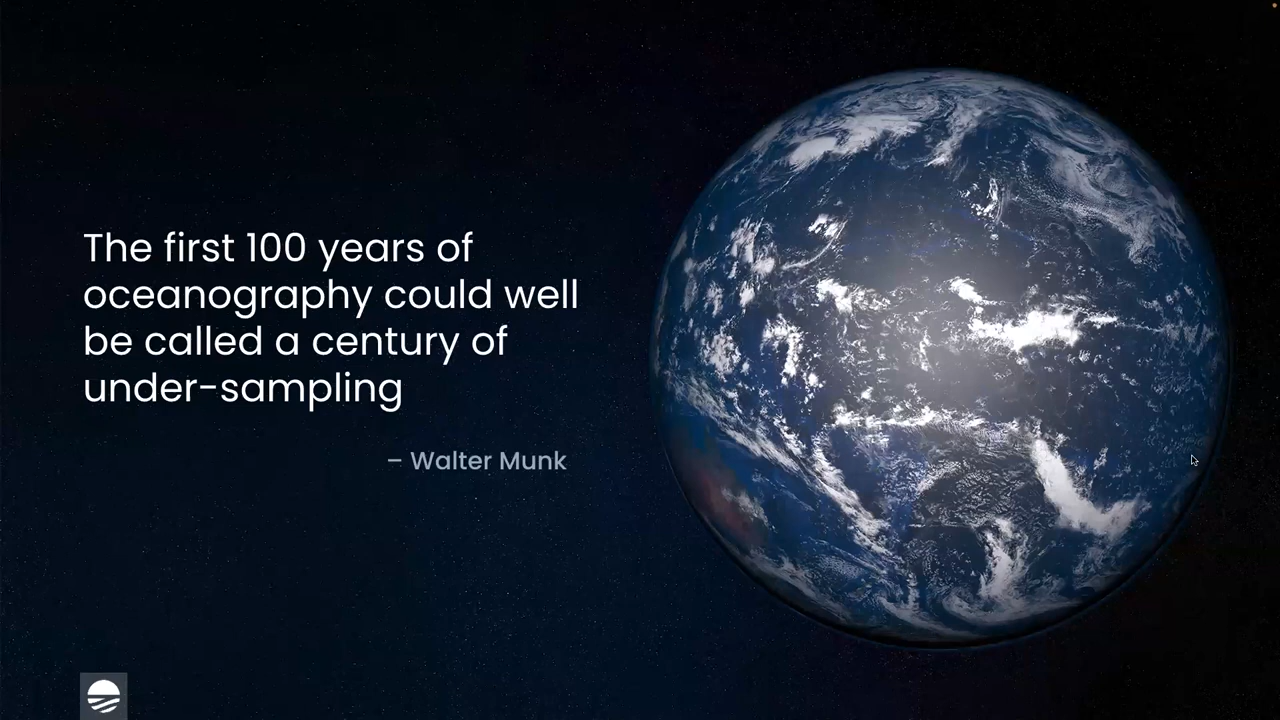 The first 100 years of
oceanography could well
be called a century of
under-sampling
– Walter Munk